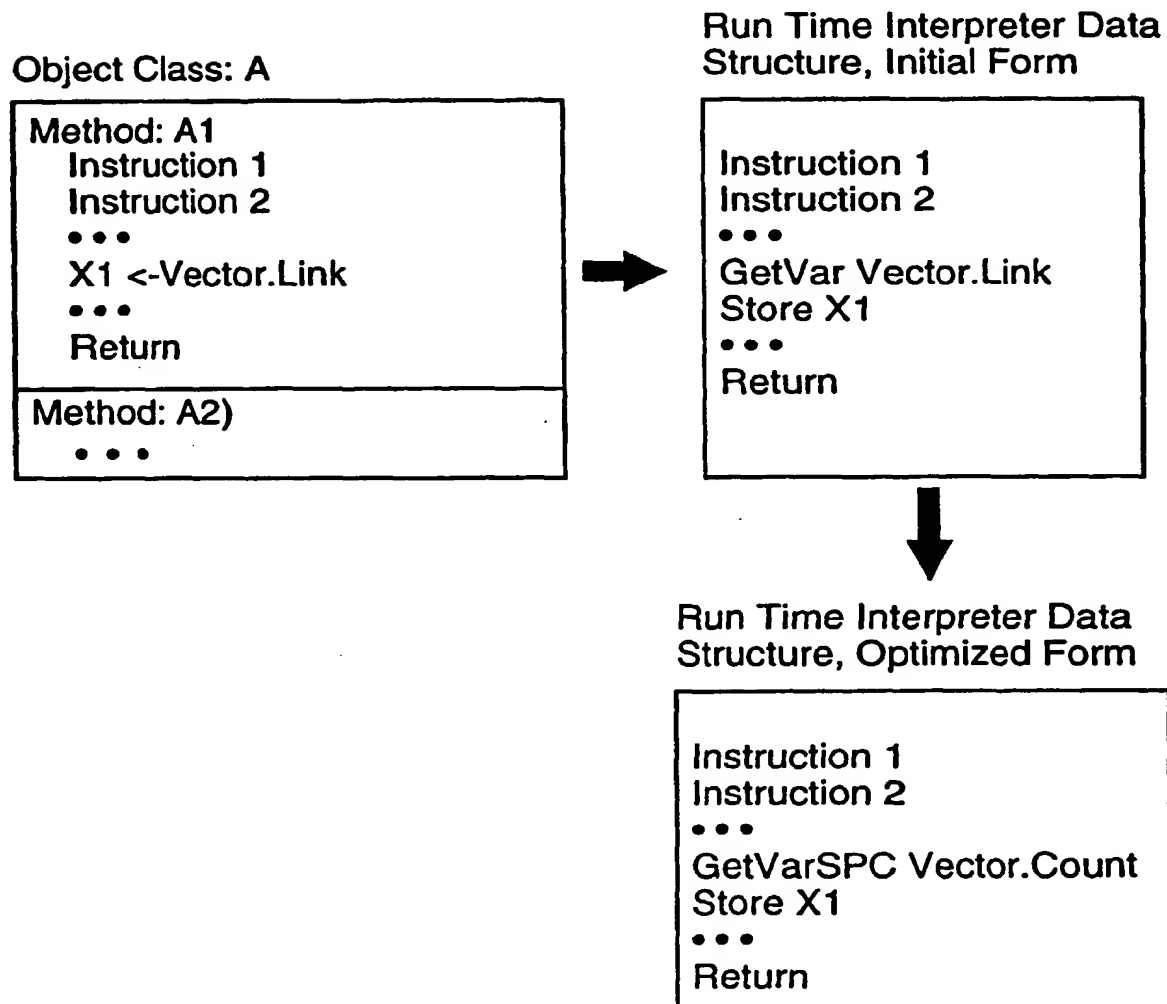 Object Class: A
Method: A1
Instruction 1
Instruction 2
•••
X1 <-Vector.Link
•••
Return
Method: A2)
• • •
Run Time Interpreter Data
Structure, Initial Form
Instruction 1
Instruction 2
•••
GetVar Vector.Link
Store X1
•••
Return
Run Time Interpreter Data
Structure, Optimized Form
Instruction 1
Instruction 2
•••
GetVarSPC Vector.Count
Store X1
•••
Return